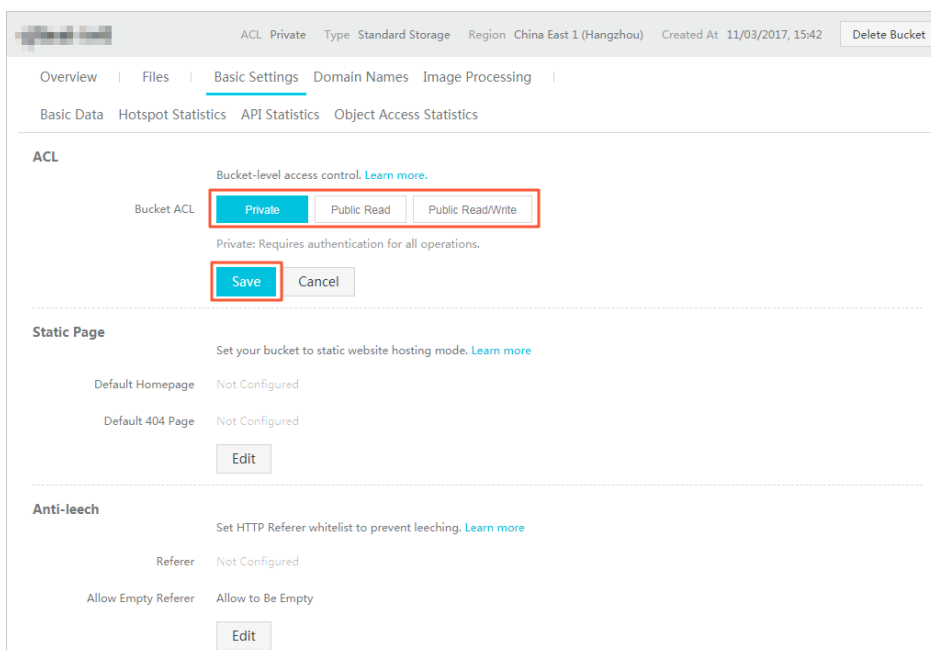 ACL Private Type Standard Storage Region China East 1 (Hangzhou) Created At 11/03/2017, 15:42 Delete Bucket
Overview Files Basic Settings Domain Names Image Processing
Basic Data Hotspot Statistics API Statistics Object Access Statistics
ACL
Bucket-level access control. Learn more.
Bucket ACL Private Public Read Public Read/Write
Private: Requires authentication for all operations.
Save Cancel
Static Page
Set your bucket to static website hosting mode. Learn more
Default Homepage Not Configured
Default 404 Page Not Configured
Edit
Anti-leech
Set HTTP Referer whitelist to prevent leeching. Learn more
Referer Not Configured
Allow Empty Referer Allow to Be Empty
Edit